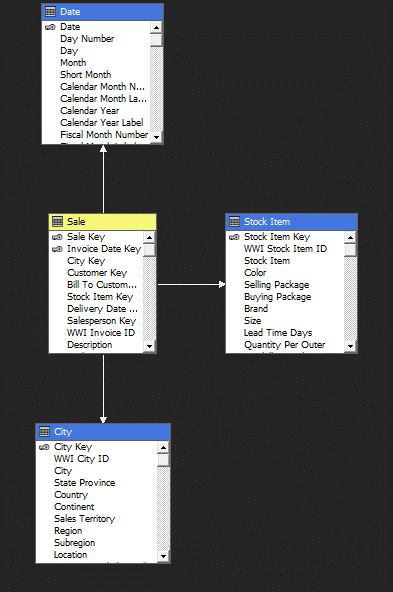 Date
Date
Day Number
Day
Month
Short Month
Calendar Month N...
Calendar Month La...
Calendar Year
Calendar Year Label
Fiscal Month Number
Sale
Sale Key
Invoice Date Key
City Key
Customer Key
Bill To Custom...
Stock Item Key
Delivery Date ...
Salesperson Key
WWI Invoice ID
Description
Stock Item
Stock Item Key
WWI Stock Item ID
Stock Item
Color
Selling Package
Buying Package
Brand
Size
Lead Time Days
Quantity Per Outer
City
City Key
WWI City ID
City
State Province
Country
Continent
Sales Territory
Region
Subregion
Location